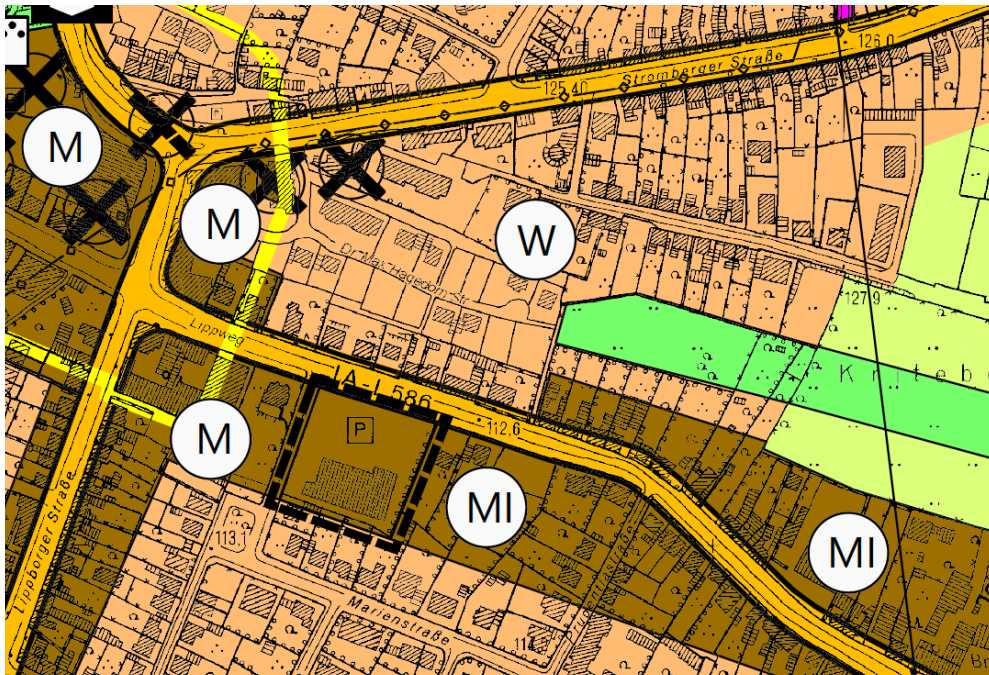 126,0
Stromberger Straße
125,40
M
M
W
Dr.-Max-Hagedorn-Str.
127,9
Lippweg
LA-L 586
P
112,6
M
MI
MI
113,1
Lippborger Straße
Marienstraße
114